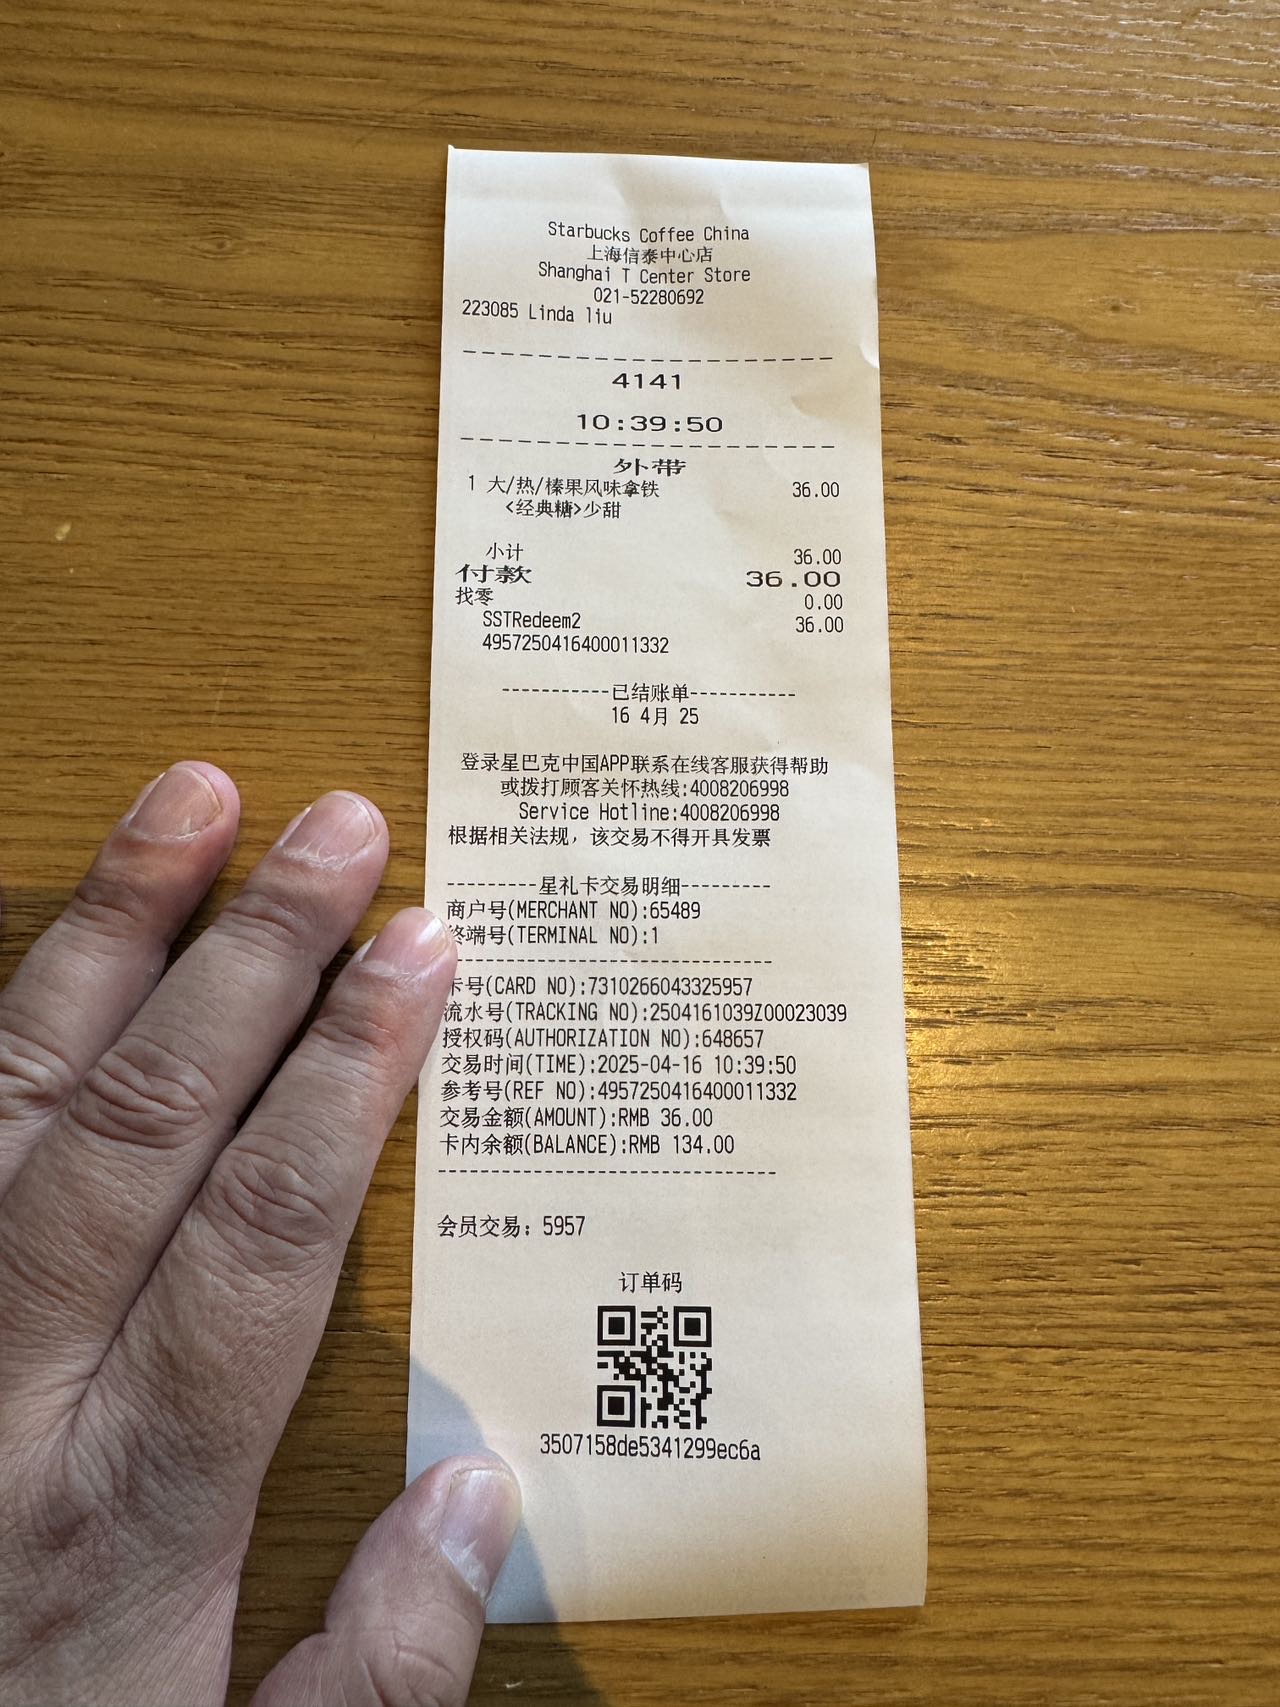 Starbucks Coffee China
上海信泰中心店
Shanghai T Center Store
021-52280692
223085 Linda liu
--------------------
4141
10:39:50
--------------------
外带
1 大/热/榛果风味拿铁 36.00
<经典糖>少甜
小计 36.00
付款 36.00
找零 0.00
SSTRedeem2 36.00
4957250416400011332
-----------已结账单-----------
16 4月 25
登录星巴克中国APP联系在线客服获得帮助
或拨打顾客关怀热线:4008206998
Service Hotline:4008206998
根据相关法规，该交易不得开具发票
---------星礼卡交易明细---------
商户号(MERCHANT NO):65489
终端号(TERMINAL NO):1
--------------------------------
卡号(CARD NO):7310266043325957
流水号(TRACKING NO):2504161039Z00023039
授权码(AUTHORIZATION NO):648657
交易时间(TIME):2025-04-16 10:39:50
参考号(REF NO):4957250416400011332
交易金额(AMOUNT):RMB 36.00
卡内余额(BALANCE):RMB 134.00
--------------------------------
会员交易: 5957
订单码
3507158de5341299ec6a